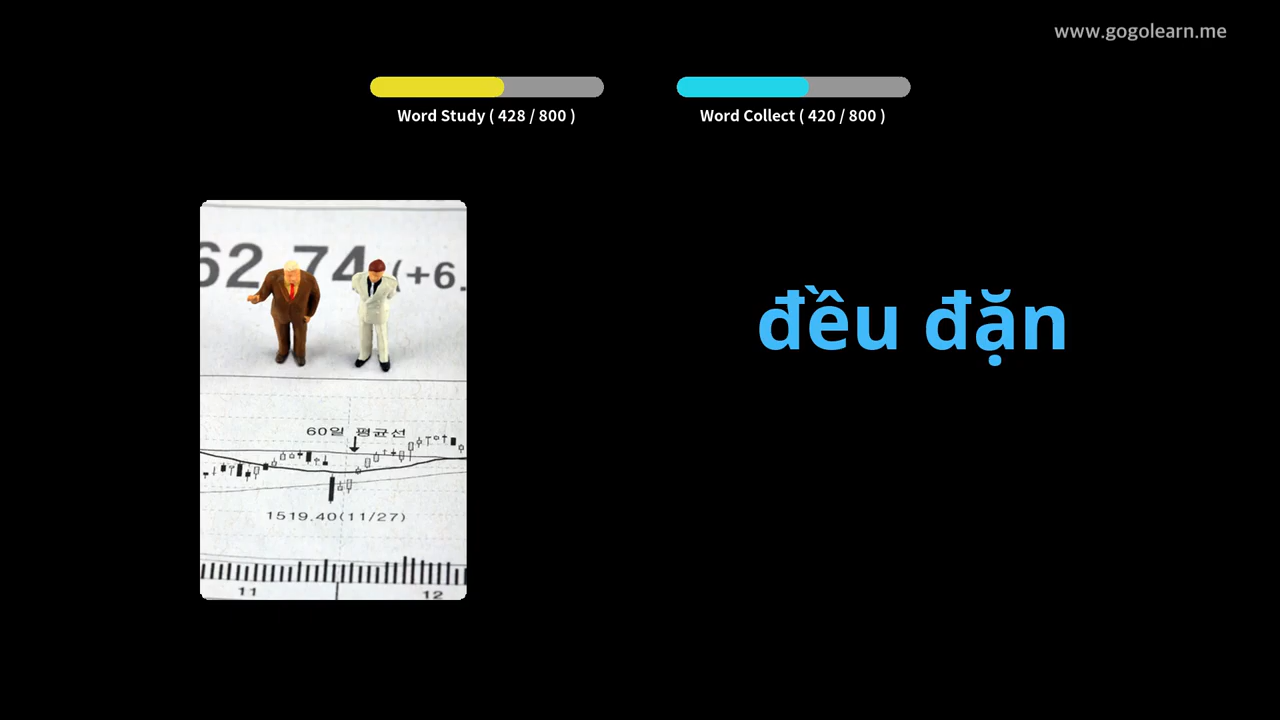 www.gogolearn.me
Word Study ( 428 / 800 )
Word Collect ( 420 / 800 )
62.74(+6.
đều đặn
60일 평균선
1519.40(11/27)
11
12